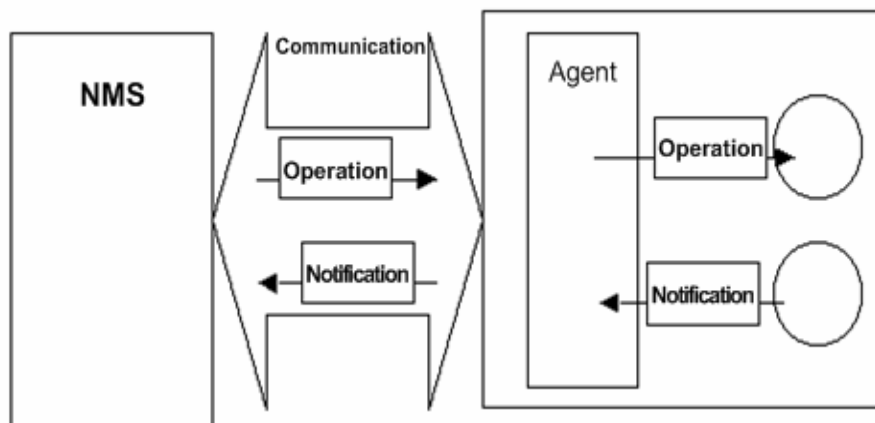 Communication
NMS
Agent
Operation
Operation
Notification
Notification